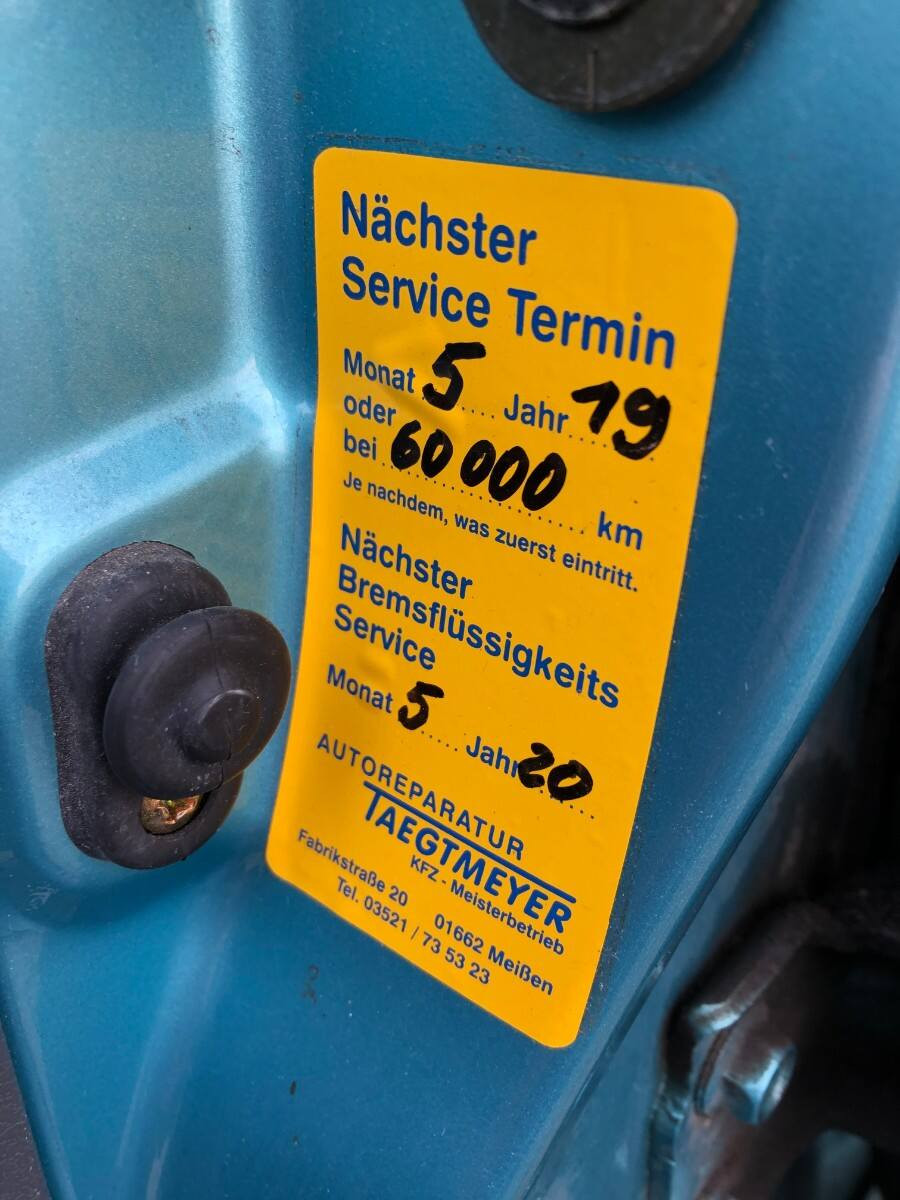 Nächster
Service Termin
Monat 5 .... Jahr 19
oder
bei 60 000 km
Je nachdem, was zuerst eintritt.
Nächster
Bremsflüssigkeits
Service
Monat 5 .... Jahr 20
AUTOREPARATUR
TAEGTMEYER
KFZ - Meisterbetrieb
Fabrikstraße 20 01662 Meißen
Tel. 03521 / 73 53 23